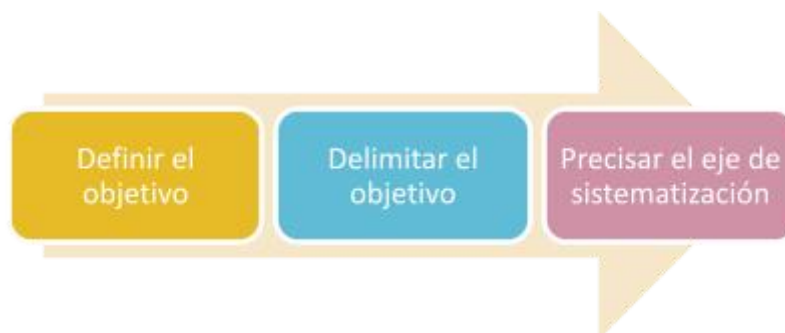 Definir el
objetivo
Delimitar el
objetivo
Precisar el eje de
sistematización